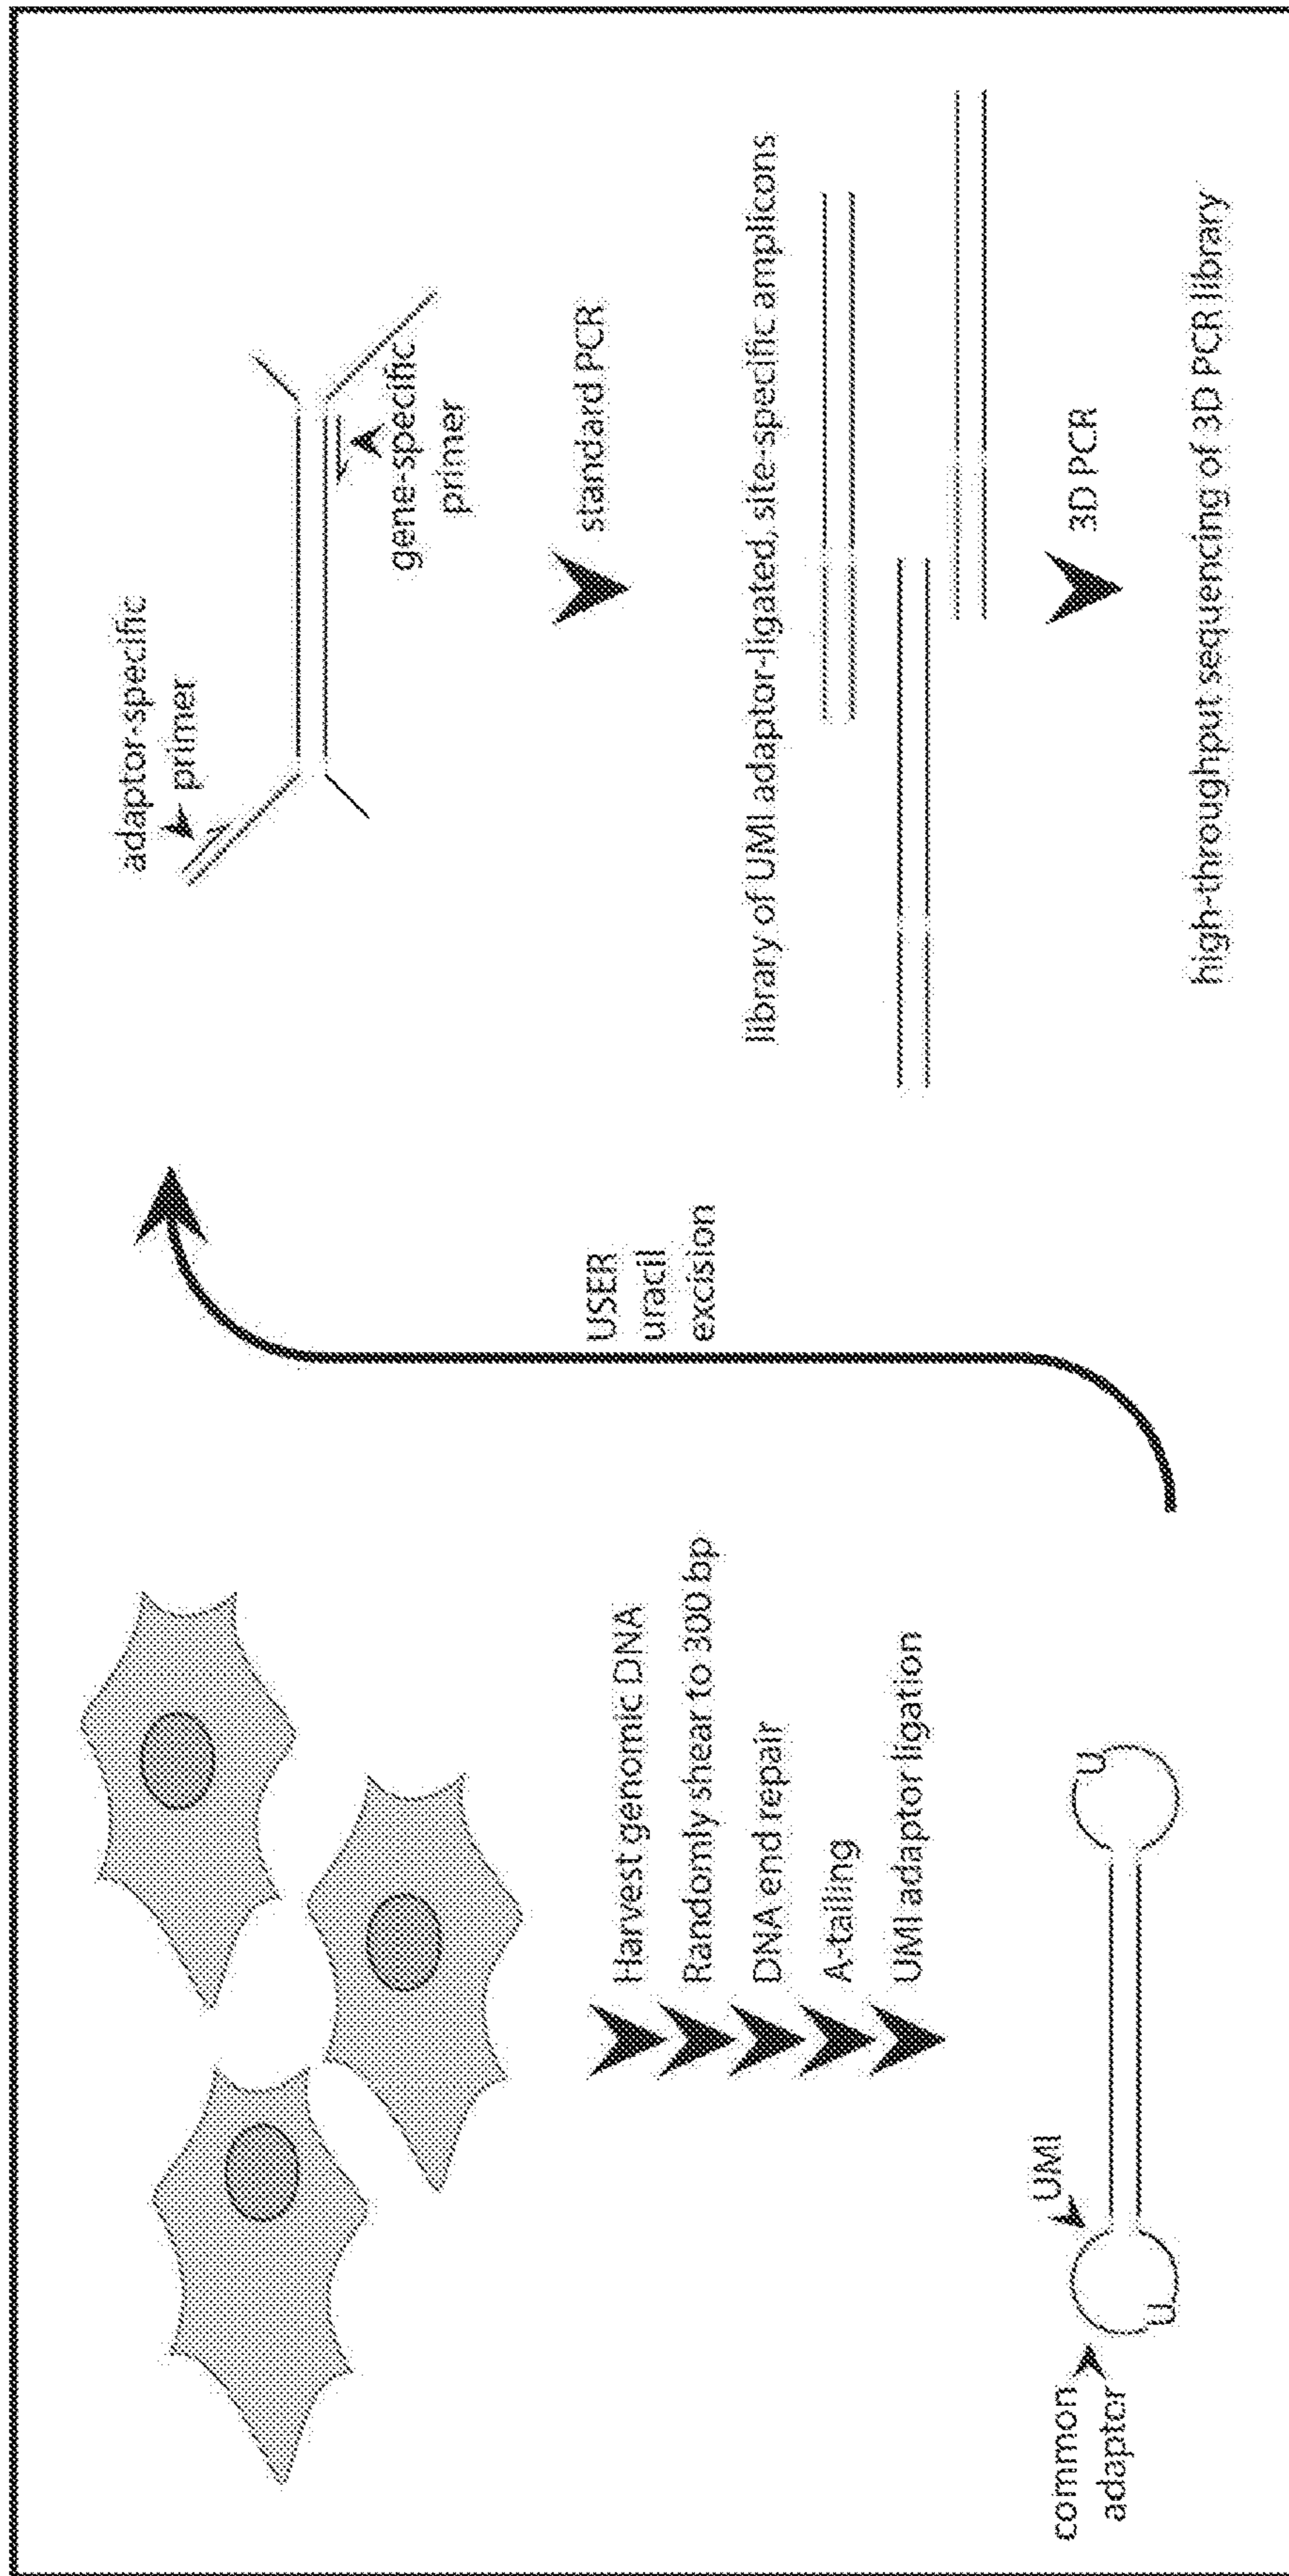 Harvest genomic DNA
Randomly shear to 300 bp
DNA end repair
A-tailing
UMI adaptor ligation
UMI
common
adaptor
U
U
USER
uracil
excision
adaptor-specific
primer
gene-specific
primer
standard PCR
library of UMI adaptor-ligated, site-specific amplicons
3D PCR
high-throughput sequencing of 3D PCR library